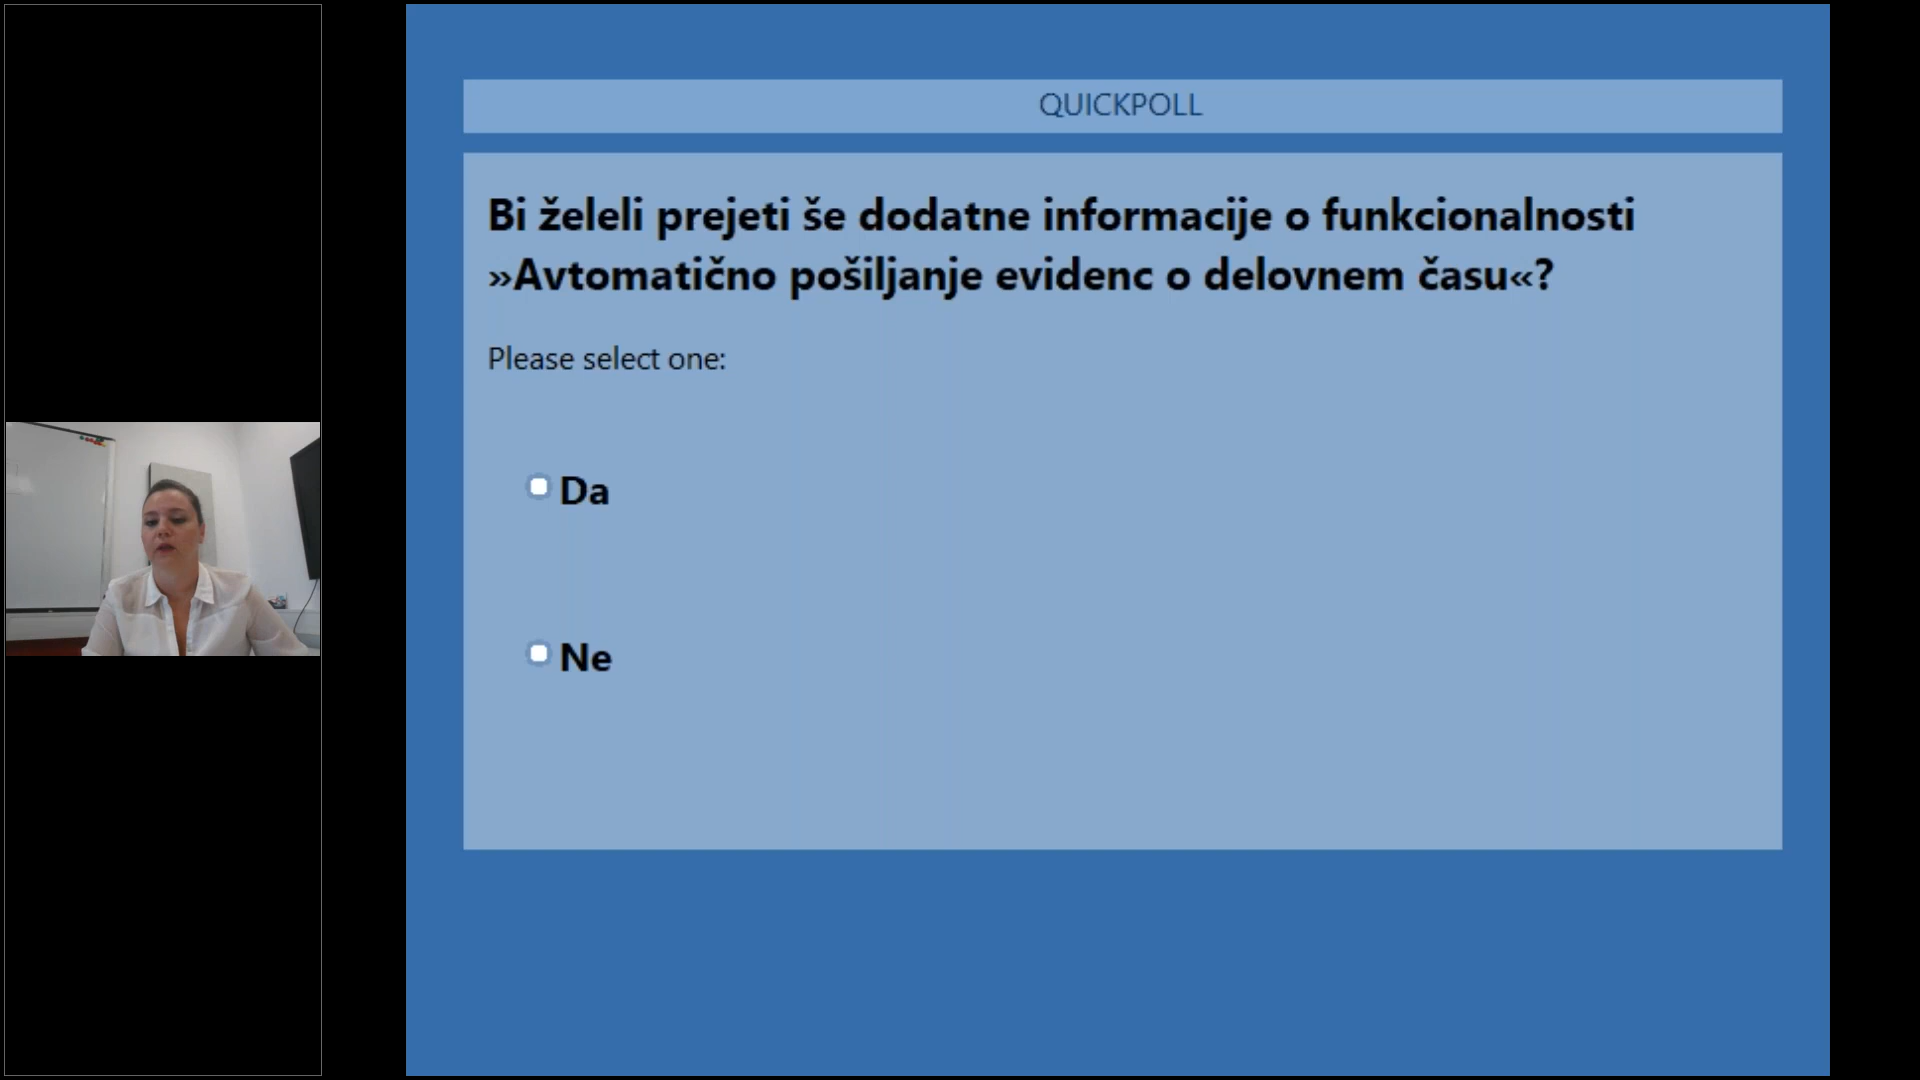 QUICKPOLL
Bi želeli prejeti še dodatne informacije o funkcionalnosti
»Avtomatično pošiljanje evidenc o delovnem času«?
Please select one:
Da
Ne